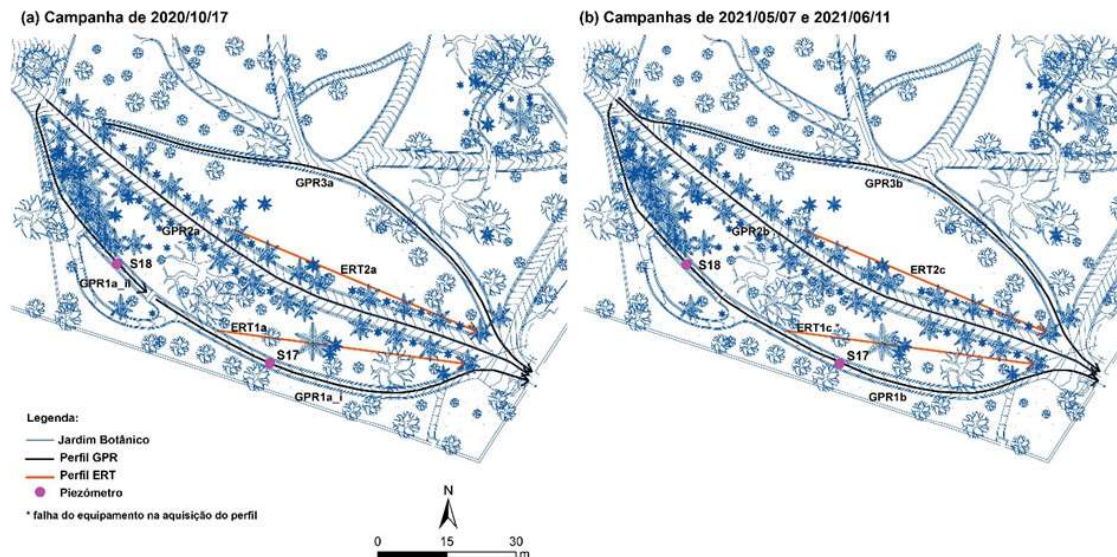 (a) Campanha de 2020/10/17
(b) Campanhas de 2021/05/07 e 2021/06/11
GPR3a
GPR2a
S18
ERT2a
GPR1a_ii
ERT1a
S17
GPR1a_i
GPR3b
GPR2b
S18
ERT2c
ERT1c *
S17
GPR1b
Legenda:
Jardim Botânico
Perfil GPR
Perfil ERT
Piezómetro
* falha do equipamento na aquisição do perfil
N
0 15 30
m